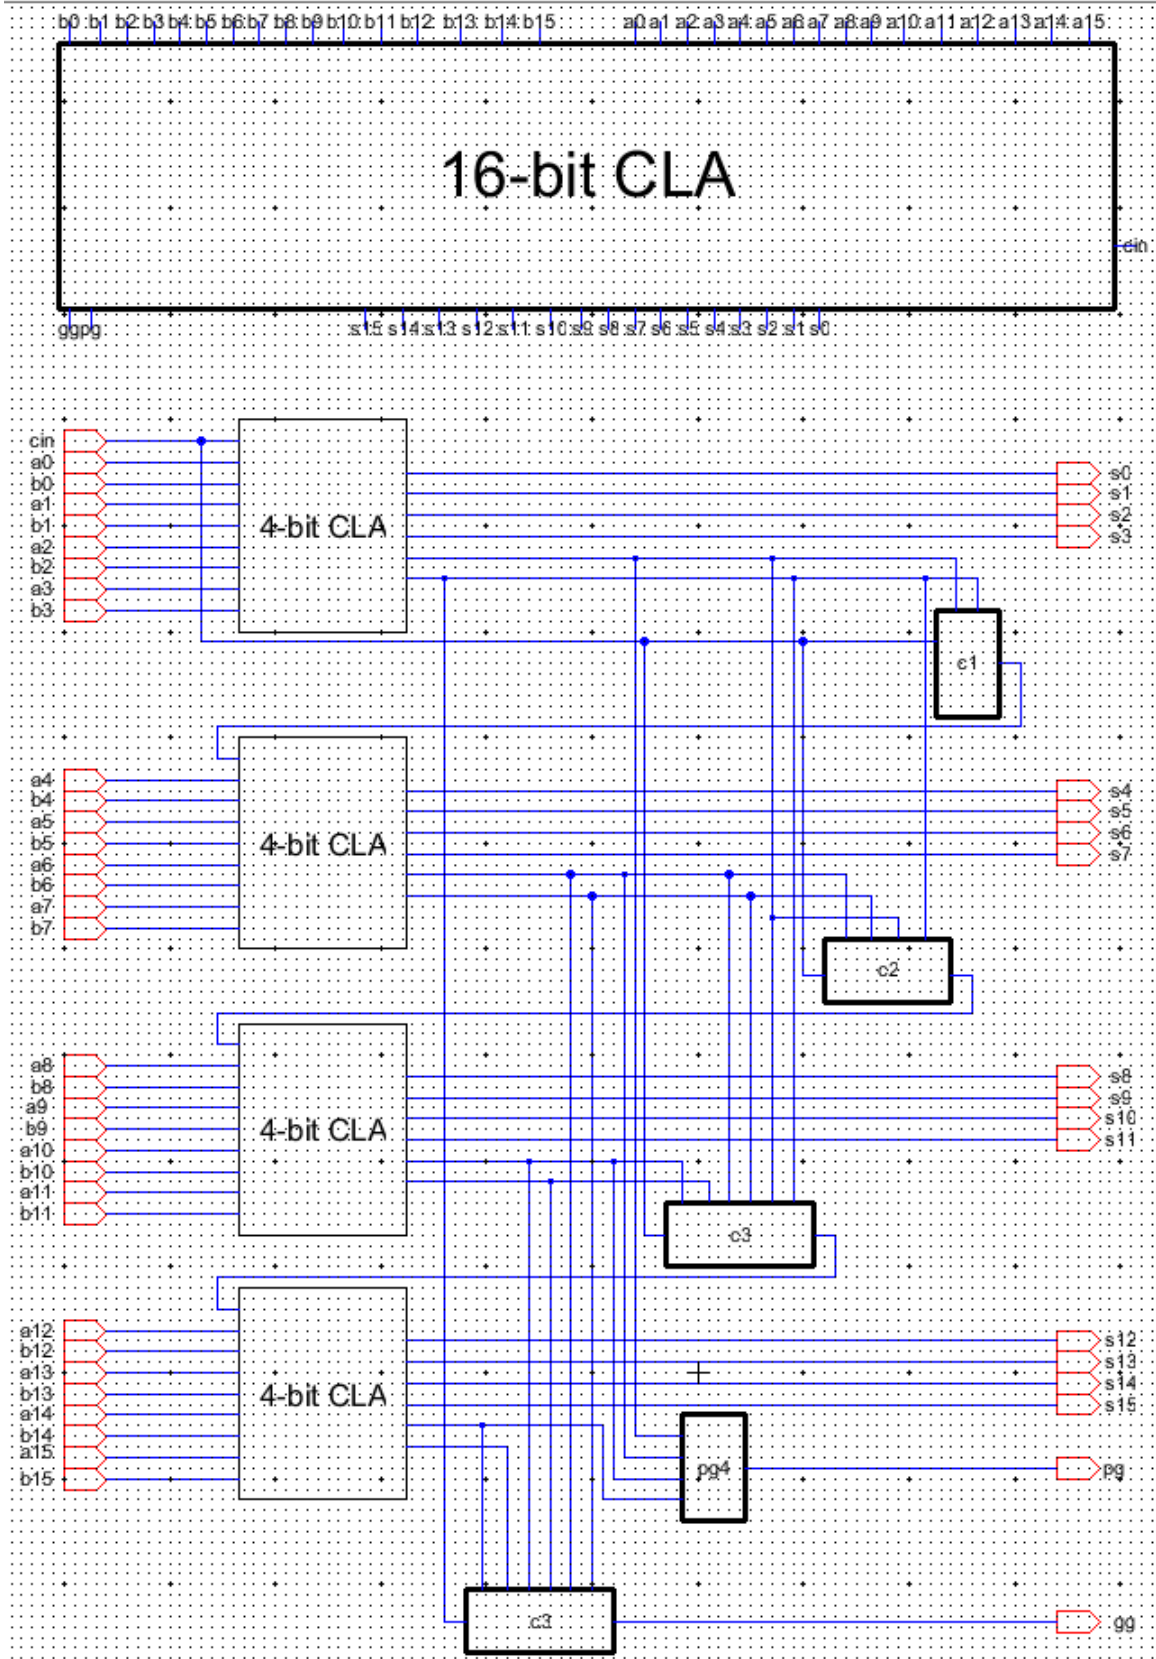 b0 b1 b2 b3 b4 b5 b6 b7 b8 b9 b10 b11 b12 b13 b14 b15 a0 a1 a2 a3 a4 a5 a6 a7 a8 a9 a10 a11 a12 a13 a14 a15
16-bit CLA
cin
gg pg s15 s14 s13 s12 s11 s10 s9 s8 s7 s6 s5 s4 s3 s2 s1 s0
cin
a0
b0
a1
b1
a2
b2
a3
b3
4-bit CLA
s0
s1
s2
s3
c1
a4
b4
a5
b5
a6
b6
a7
b7
4-bit CLA
s4
s5
s6
s7
c2
a8
b8
a9
b9
a10
b10
a11
b11
4-bit CLA
s8
s9
s10
s11
c3
a12
b12
a13
b13
a14
b14
a15
b15
4-bit CLA
s12
s13
s14
s15
pg4
pg
c3
gg